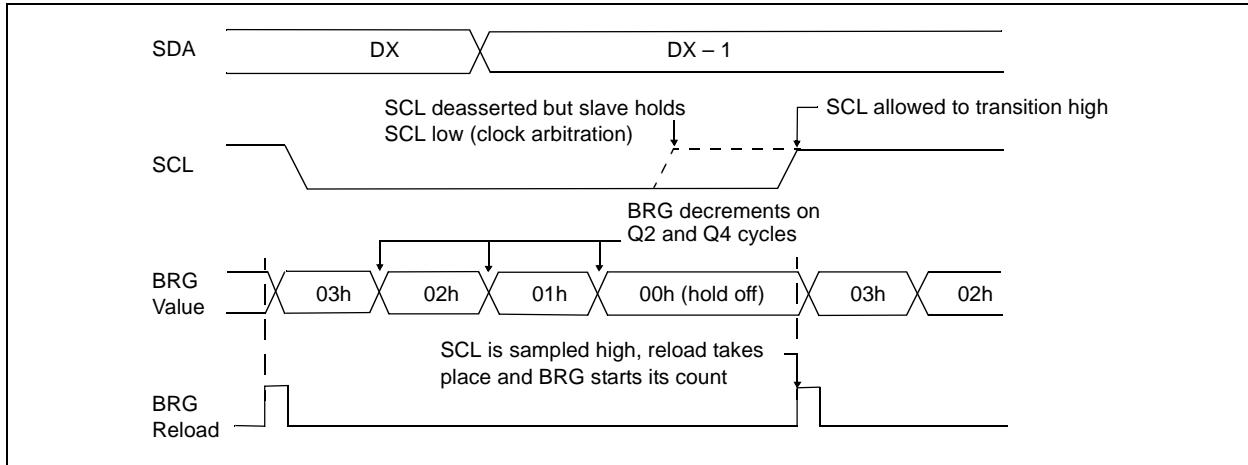 SDA
DX
DX – 1
SCL deasserted but slave holds
SCL low (clock arbitration)
SCL allowed to transition high
SCL
BRG decrements on
Q2 and Q4 cycles
BRG
Value
03h
02h
01h
00h (hold off)
03h
02h
SCL is sampled high, reload takes
place and BRG starts its count
BRG
Reload